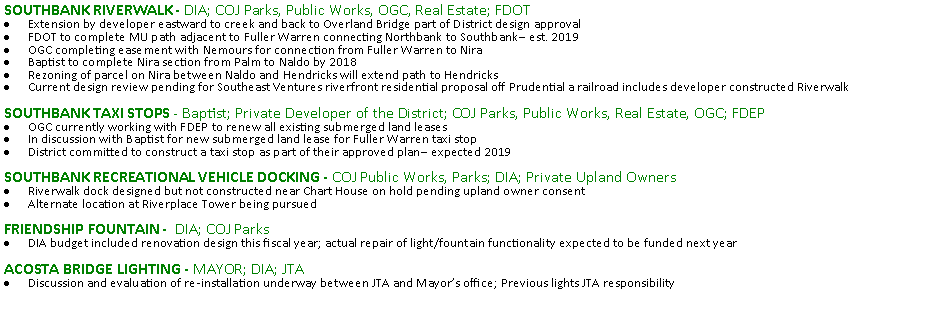 SOUTHBANK RIVERWALK - DIA; COJ Parks, Public Works, OGC, Real Estate; FDOT
● Extension by developer eastward to creek and back to Overland Bridge part of District design approval
● FDOT to complete MU path adjacent to Fuller Warren connecting Northbank to Southbank– est. 2019
● OGC completing easement with Nemours for connection from Fuller Warren to Nira
● Baptist to complete Nira section from Palm to Naldo by 2018
● Rezoning of parcel on Nira between Naldo and Hendricks will extend path to Hendricks
● Current design review pending for Southeast Ventures riverfront residential proposal off Prudential a railroad includes developer constructed Riverwalk
SOUTHBANK TAXI STOPS - Baptist; Private Developer of the District; COJ Parks, Public Works, Real Estate, OGC; FDEP
● OGC currently working with FDEP to renew all existing submerged land leases
● In discussion with Baptist for new submerged land lease for Fuller Warren taxi stop
● District committed to construct a taxi stop as part of their approved plan– expected 2019
SOUTHBANK RECREATIONAL VEHICLE DOCKING - COJ Public Works, Parks; DIA; Private Upland Owners
● Riverwalk dock designed but not constructed near Chart House on hold pending upland owner consent
● Alternate location at Riverplace Tower being pursued
FRIENDSHIP FOUNTAIN - DIA; COJ Parks
● DIA budget included renovation design this fiscal year; actual repair of light/fountain functionality expected to be funded next year
ACOSTA BRIDGE LIGHTING - MAYOR; DIA; JTA
● Discussion and evaluation of re-installation underway between JTA and Mayor’s office; Previous lights JTA responsibility